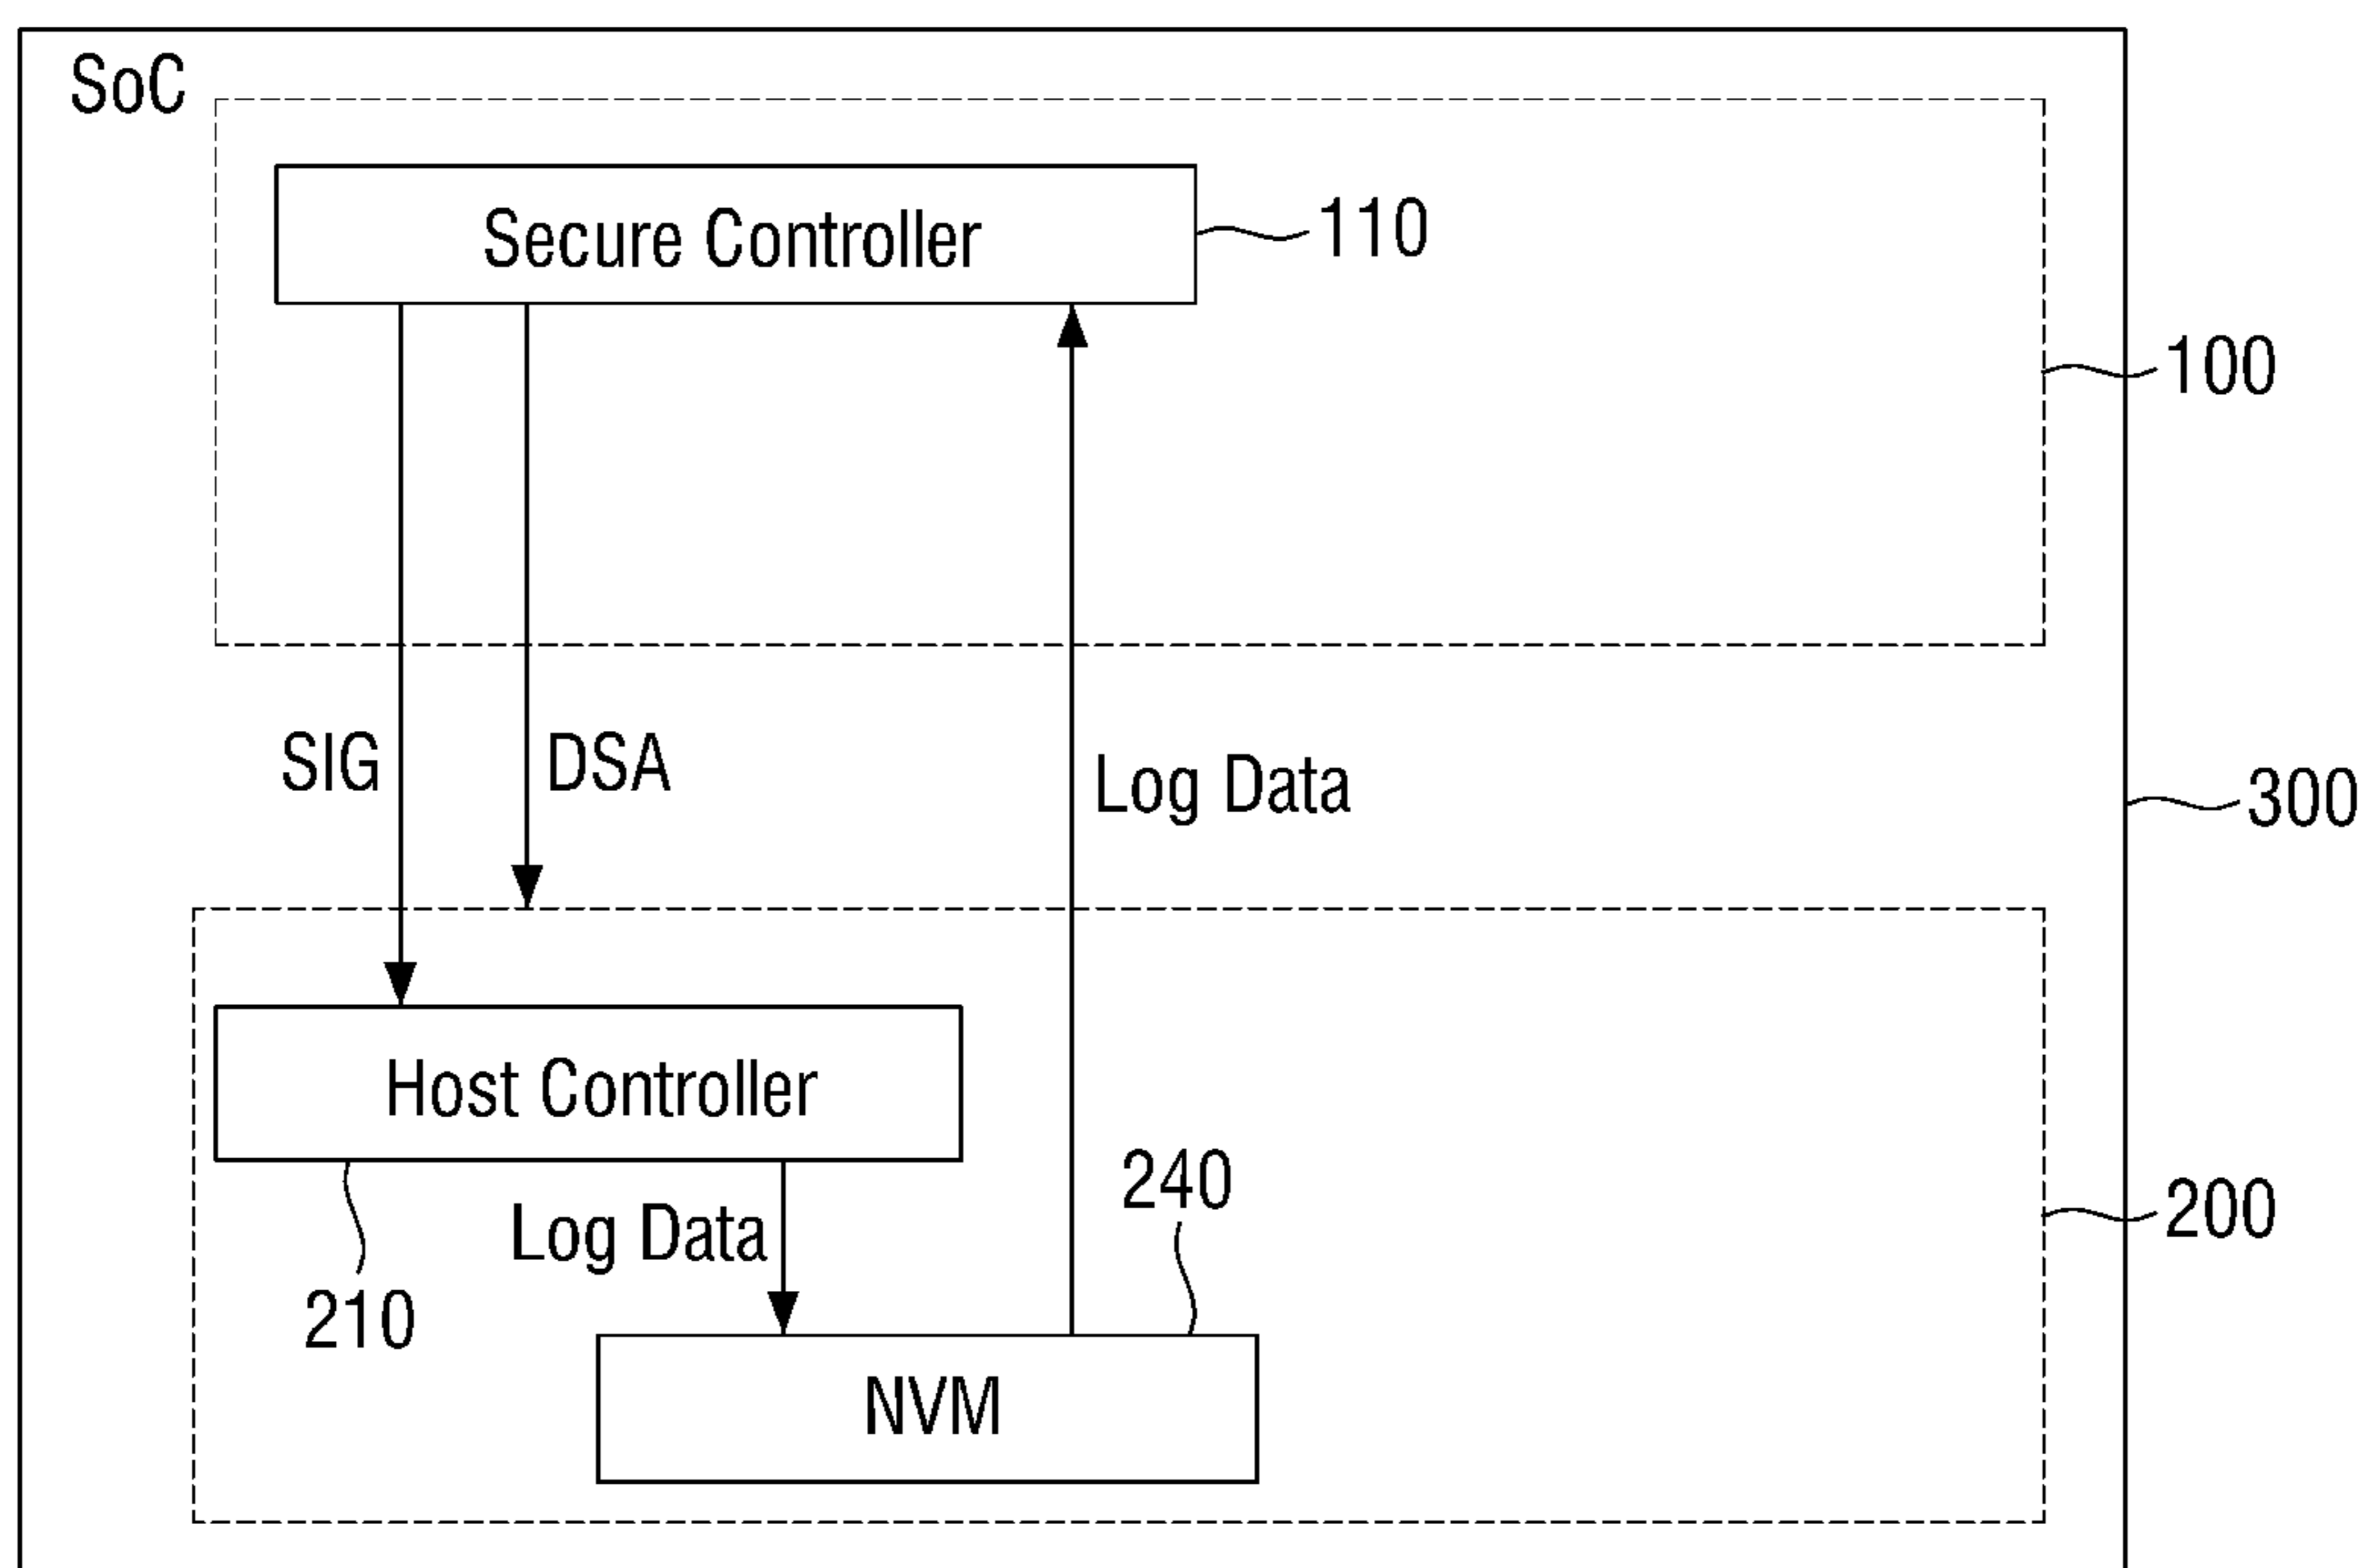 SoC
Secure Controller
110
100
SIG
DSA
Log Data
300
Host Controller
240
Log Data
200
210
NVM